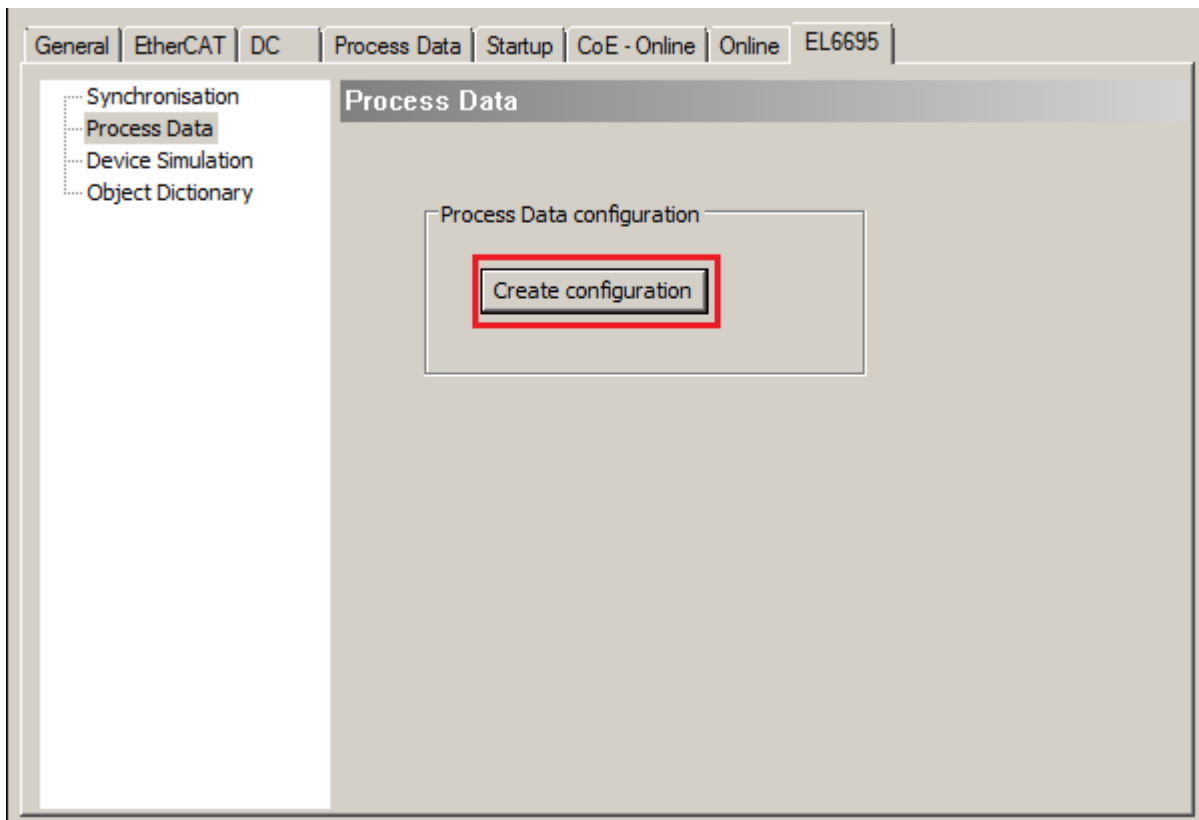 General EtherCAT DC Process Data Startup CoE - Online Online EL6695
Synchronisation
Process Data
Device Simulation
Object Dictionary
Process Data
Process Data configuration
Create configuration